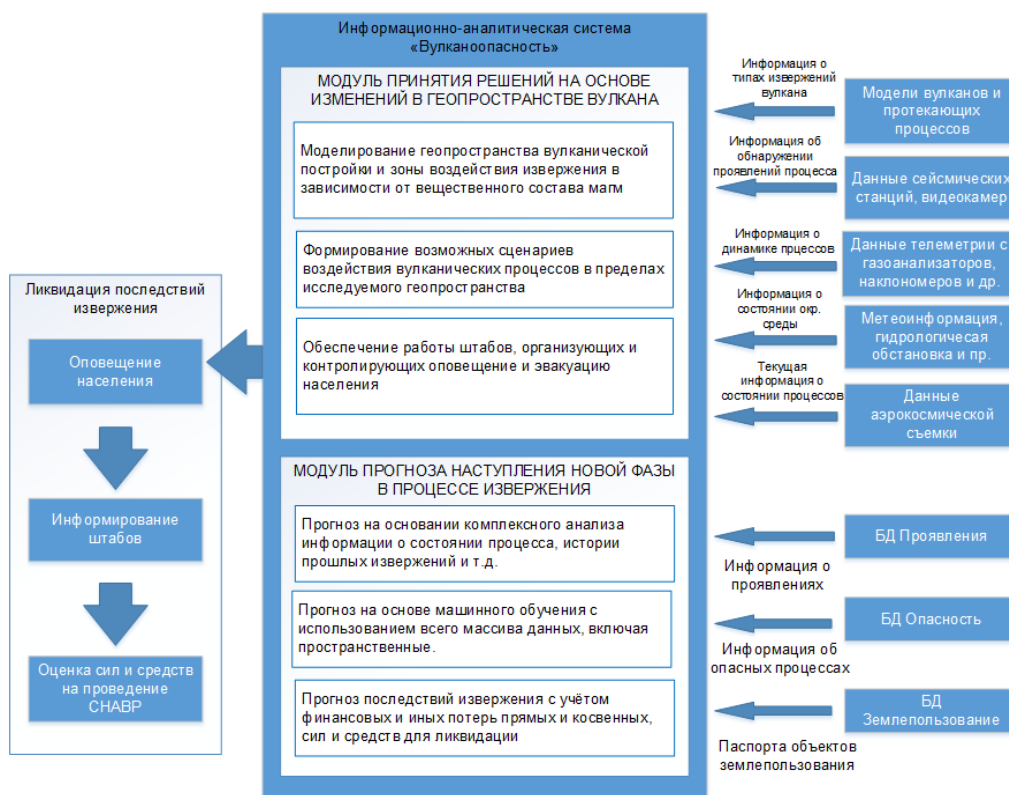 Информационно-аналитическая система
«Вулканоопасность»
МОДУЛЬ ПРИНЯТИЯ РЕШЕНИЙ НА ОСНОВЕ
ИЗМЕНЕНИЙ В ГЕОПРОСТРАНСТВЕ ВУЛКАНА
Моделирование геопространства вулканической
постройки и зоны воздействия извержения в
зависимости от вещественного состава магм
Формирование возможных сценариев
воздействия вулканических процессов в пределах
исследуемого геопространства
Обеспечение работы штабов, организующих и
контролирующих оповещение и эвакуацию
населения
МОДУЛЬ ПРОГНОЗА НАСТУПЛЕНИЯ НОВОЙ ФАЗЫ
В ПРОЦЕССЕ ИЗВЕРЖЕНИЯ
Прогноз на основании комплексного анализа
информации о состоянии процесса, истории
прошлых извержений и т.д.
Прогноз на основе машинного обучения с
использованием всего массива данных, включая
пространственные.
Прогноз последствий извержения с учётом
финансовых и иных потерь прямых и косвенных,
сил и средств для ликвидации
Ликвидация последствий
извержения
Оповещение
населения
Информирование
штабов
Оценка сил и средств
на проведение
СНАВР
Информация о
типах извержений
вулкана
Модели вулканов и
протекающих
процессов
Информация об
обнаружении
проявлений процесса
Данные сейсмических
станций, видеокамер
Информация о
динамике прцессов
Данные телеметрии с
газоанализаторов,
наклономеров и др.
Информация о
состоянии окр.
среды
Метеоинформация,
гидрологичесая
обстановка и пр.
Текущая
информация о
состоянии процессов
Данные
аэрокосмической
съемки
БД Проявления
Информация о
проявлениях
БД Опасность
Информация об
опасных процессах
БД
Землепользование
Паспорта объектов
землепользования